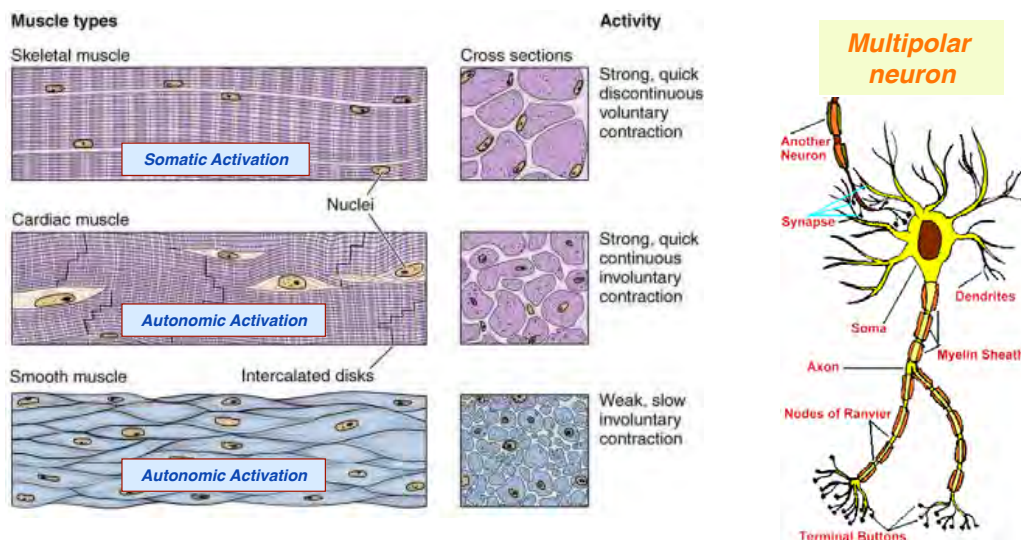 Muscle types
Activity
Skeletal muscle
Cross sections
Strong, quick
discontinuous
voluntary
contraction
Somatic Activation
Nuclei
Cardiac muscle
Strong, quick
continuous
involuntary
contraction
Autonomic Activation
Intercalated disks
Smooth muscle
Weak, slow
involuntary
contraction
Autonomic Activation
Multipolar
neuron
Another
Neuron
Synapse
Dendrites
Soma
Myelin Sheath
Axon
Nodes of Ranvier
Terminal Buttons